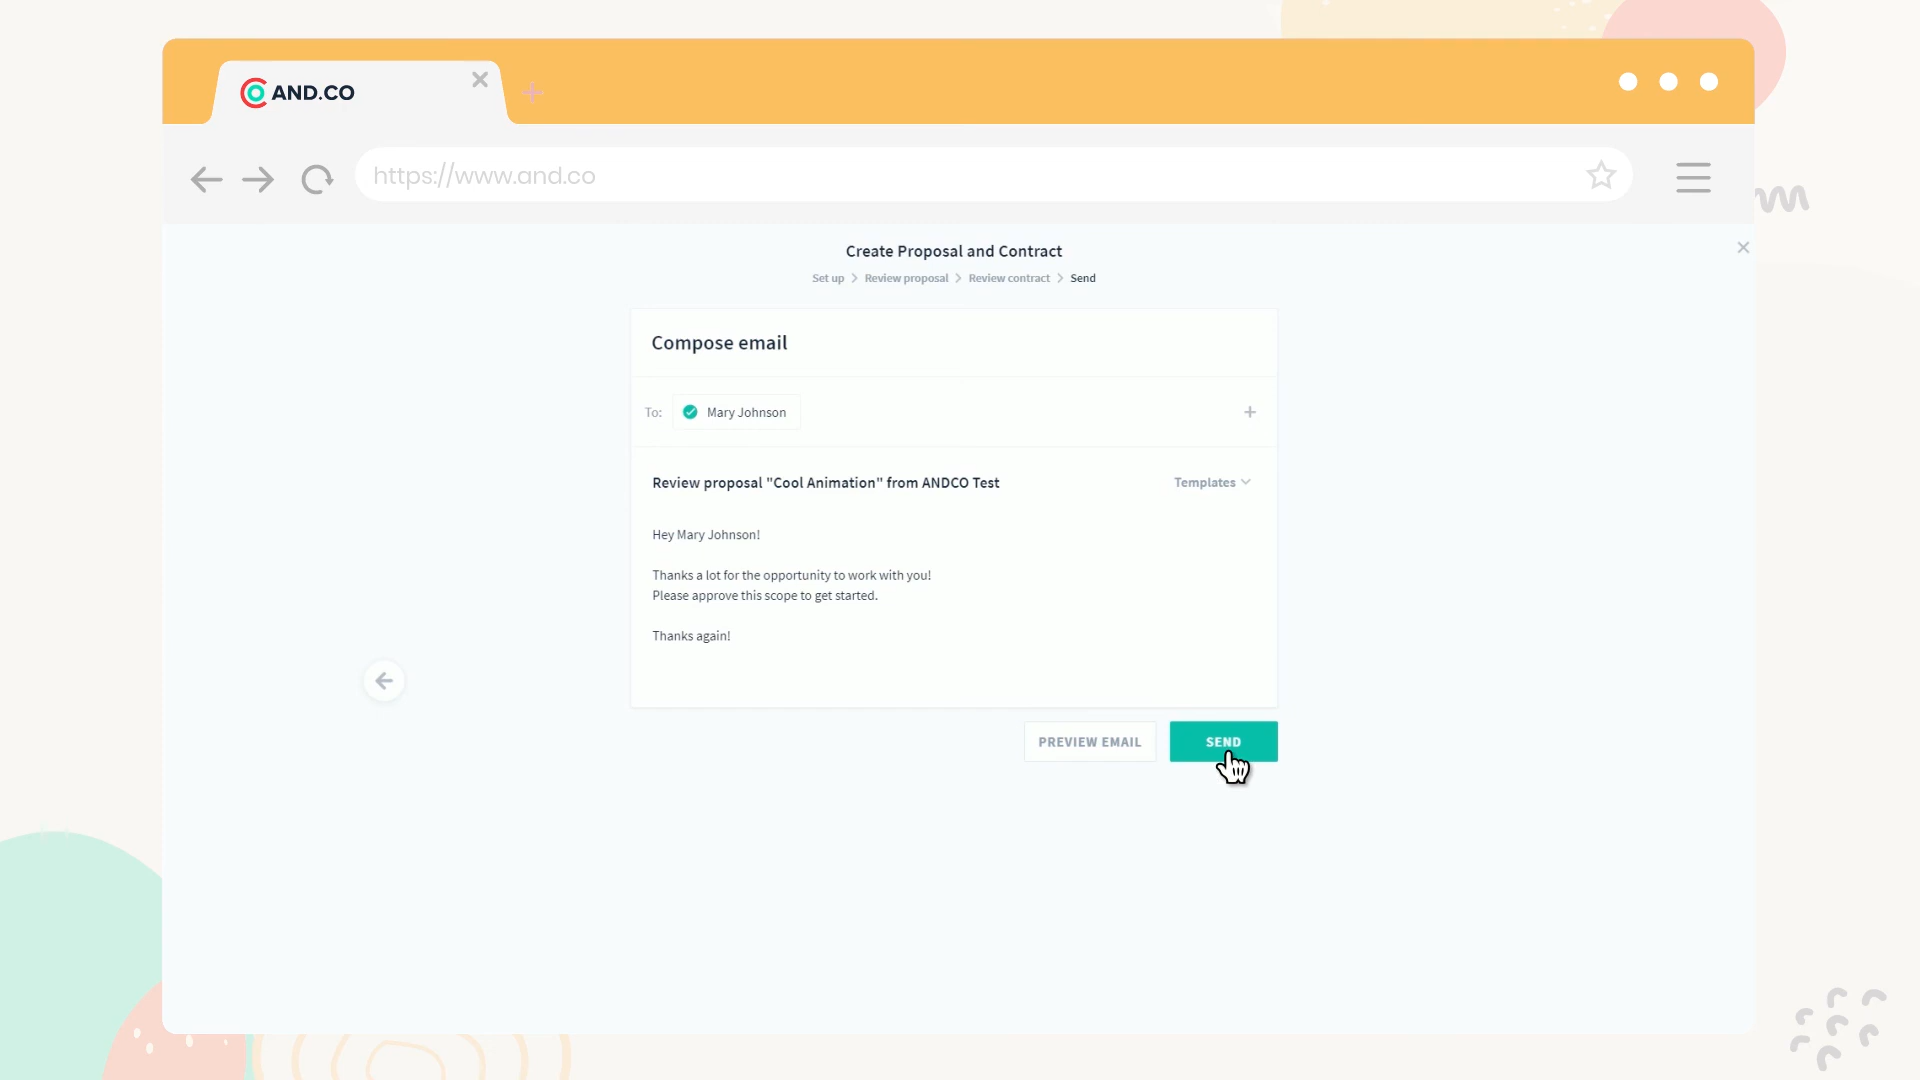 AND.CO
https://www.and.co
Create Proposal and Contract
Set up > Review proposal > Review contract > Send
Compose email
To: Mary Johnson
Review proposal "Cool Animation" from ANDCO Test
Templates
Hey Mary Johnson!
Thanks a lot for the opportunity to work with you!
Please approve this scope to get started.
Thanks again!
PREVIEW EMAIL
SEND